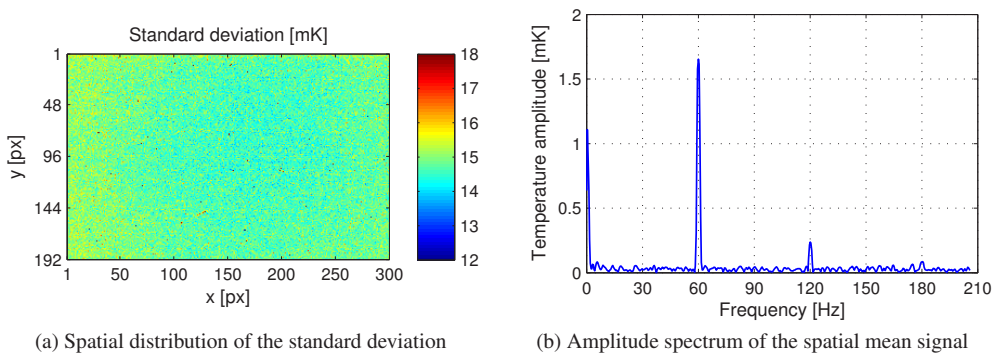 Standard deviation [mK]
1
48
96
144
192
y [px]
1 50 100 150 200 250 300
x [px]
18
17
16
15
14
13
12
(a) Spatial distribution of the standard deviation
2
1.5
1
0.5
0
Temperature amplitude [mK]
0 30 60 90 120 150 180 210
Frequency [Hz]
(b) Amplitude spectrum of the spatial mean signal